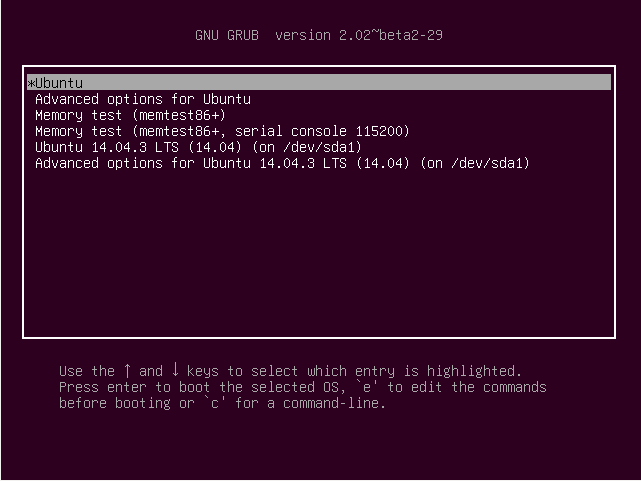 GNU GRUB  version 2.02~beta2-29
*Ubuntu
Advanced options for Ubuntu
Memory test (memtest86+)
Memory test (memtest86+, serial console 115200)
Ubuntu 14.04.3 LTS (14.04) (on /dev/sda1)
Advanced options for Ubuntu 14.04.3 LTS (14.04) (on /dev/sda1)
Use the ↑ and ↓ keys to select which entry is highlighted.
Press enter to boot the selected OS, `e' to edit the commands
before booting or `c' for a command-line.